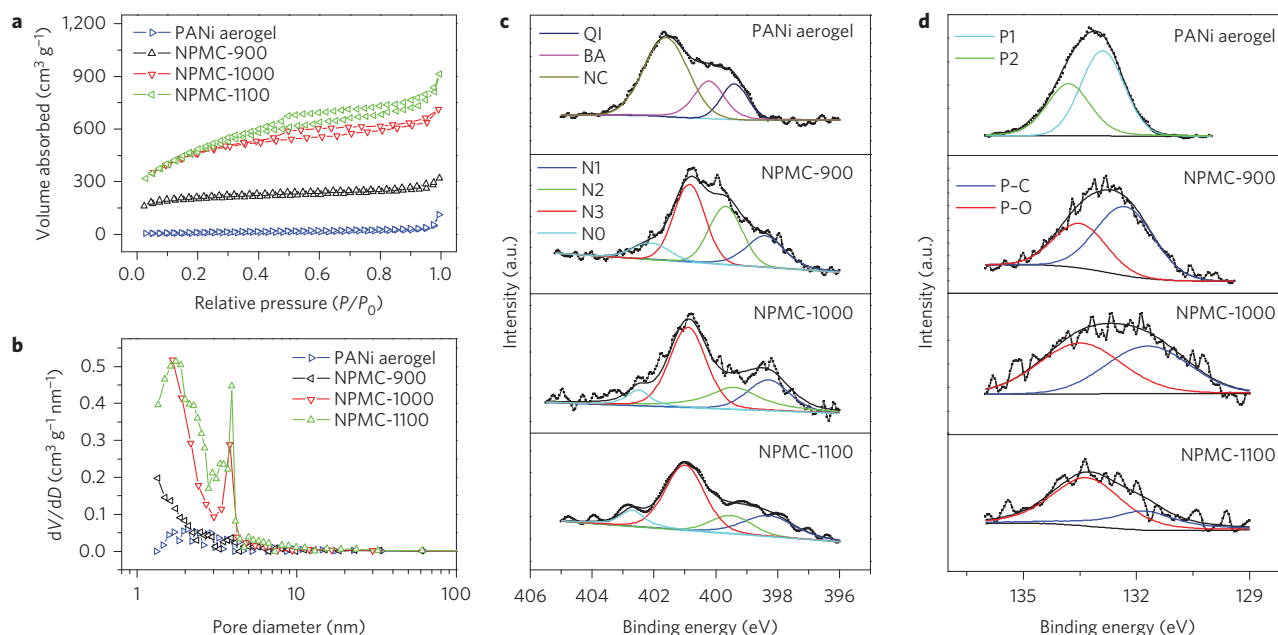 a
1,200
900
600
300
0
Volume absorbed (cm³ g⁻¹)
PANi aerogel
NPMC-900
NPMC-1000
NPMC-1100
0.0 0.2 0.4 0.6 0.8 1.0
Relative pressure (P/P₀)
b
0.5
0.4
0.3
0.2
0.1
0.0
dV/dD (cm³ g⁻¹ nm⁻¹)
PANi aerogel
NPMC-900
NPMC-1000
NPMC-1100
1 10 100
Pore diameter (nm)
c
Intensity (a.u.)
QI
BA
NC
PANi aerogel
N1
N2
N3
N0
NPMC-900
NPMC-1000
NPMC-1100
406 404 402 400 398 396
Binding energy (eV)
d
Intensity (a.u.)
P1
P2
PANi aerogel
P–C
P–O
NPMC-900
NPMC-1000
NPMC-1100
135 132 129
Binding energy (eV)